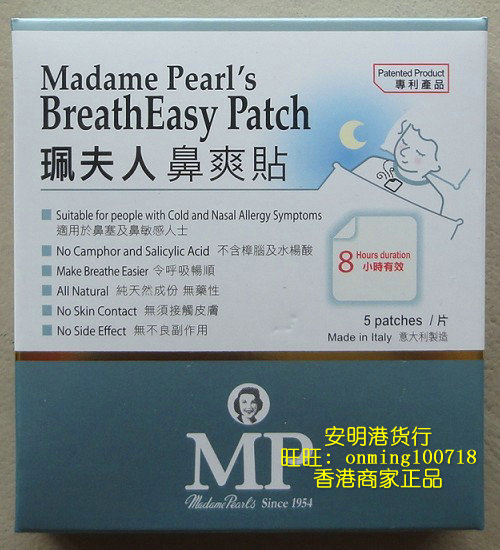 Madame Pearl's
BreathEasy Patch
珮夫人 鼻爽貼
Patented Product
專利產品
Suitable for people with Cold and Nasal Allergy Symptoms
適用於鼻塞及鼻敏感人士
No Camphor and Salicylic Acid 不含樟腦及水楊酸
Make Breathe Easier 令呼吸暢順
All Natural 純天然成份 無藥性
No Skin Contact 無須接觸皮膚
No Side Effect 無不良副作用
8 Hours duration
小時有效
5 patches /片
Made in Italy 意大利製造
MP
Madame Pearl's Since 1954
安明港货行
旺旺: onming100718
香港商家正品